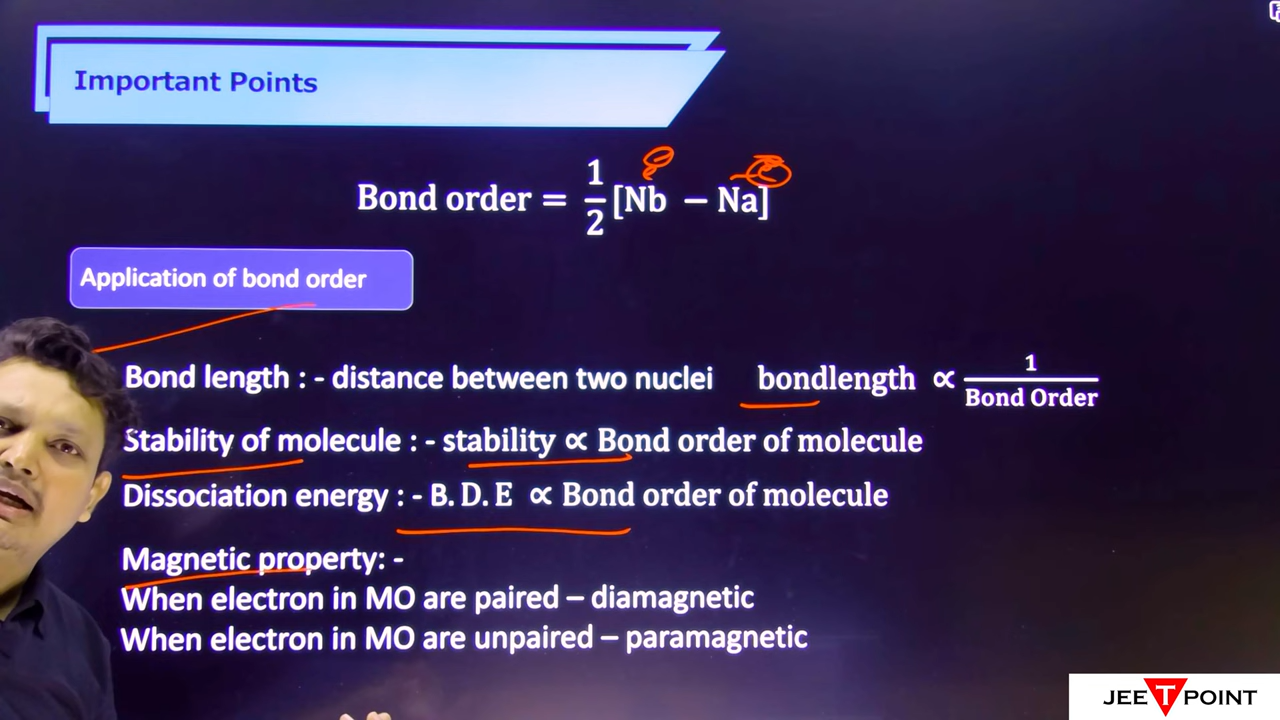 Important Points
Bond order = 1/2 [Nb − Na]
Application of bond order
Bond length : - distance between two nuclei bondlength ∝ 1/Bond Order
Stability of molecule : - stability ∝ Bond order of molecule
Dissociation energy : - B. D. E ∝ Bond order of molecule
Magnetic property: -
When electron in MO are paired – diamagnetic
When electron in MO are unpaired – paramagnetic
JEE T POINT